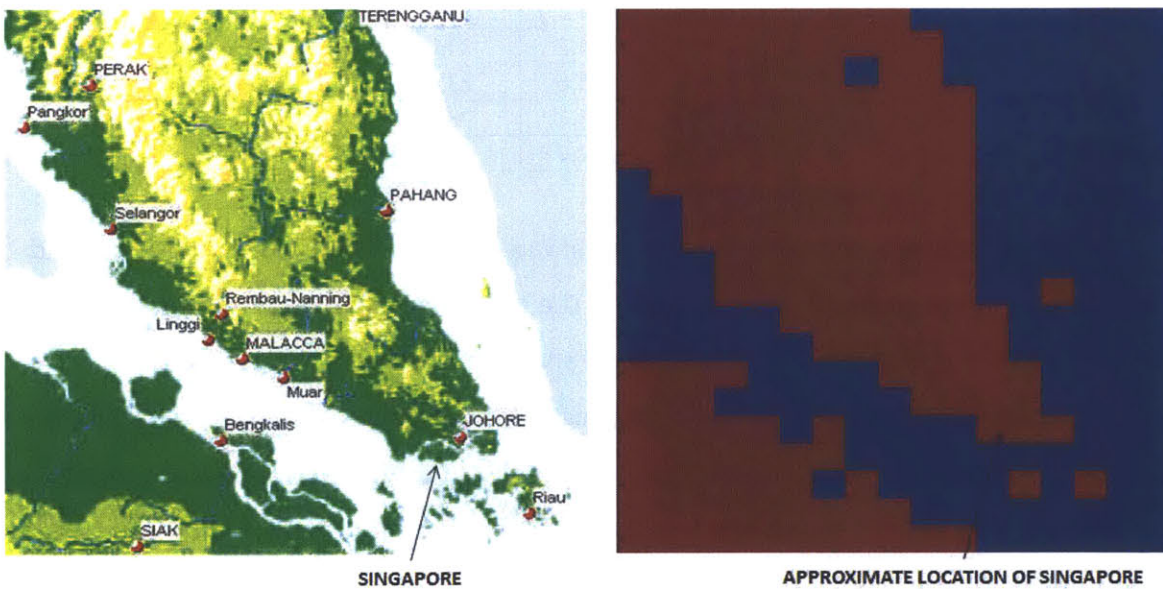 TERENGGANU.
PERAK
Pangkor
PAHANG
Selangor
Rembau-Nanning
Linggi
MALACCA
Muar
JOHORE
Bengkalis
Riau
SIAK
SINGAPORE
APPROXIMATE LOCATION OF SINGAPORE